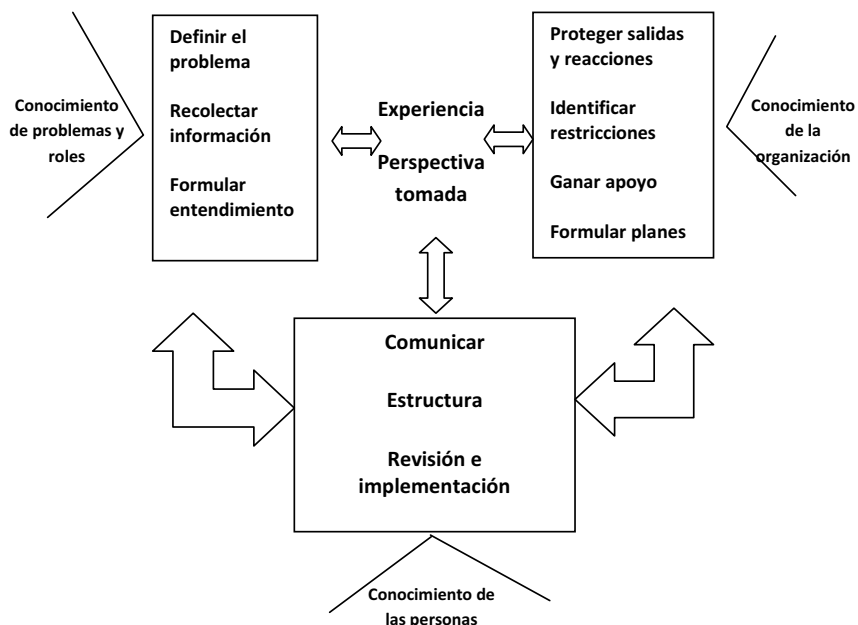 Conocimiento
de problemas y
roles
Definir el
problema
Recolectar
información
Formular
entendimiento
Experiencia
Perspectiva
tomada
Proteger salidas
y reacciones
Identificar
restricciones
Ganar apoyo
Formular planes
Conocimiento
de la
organización
Comunicar
Estructura
Revisión e
implementación
Conocimiento de
las personas